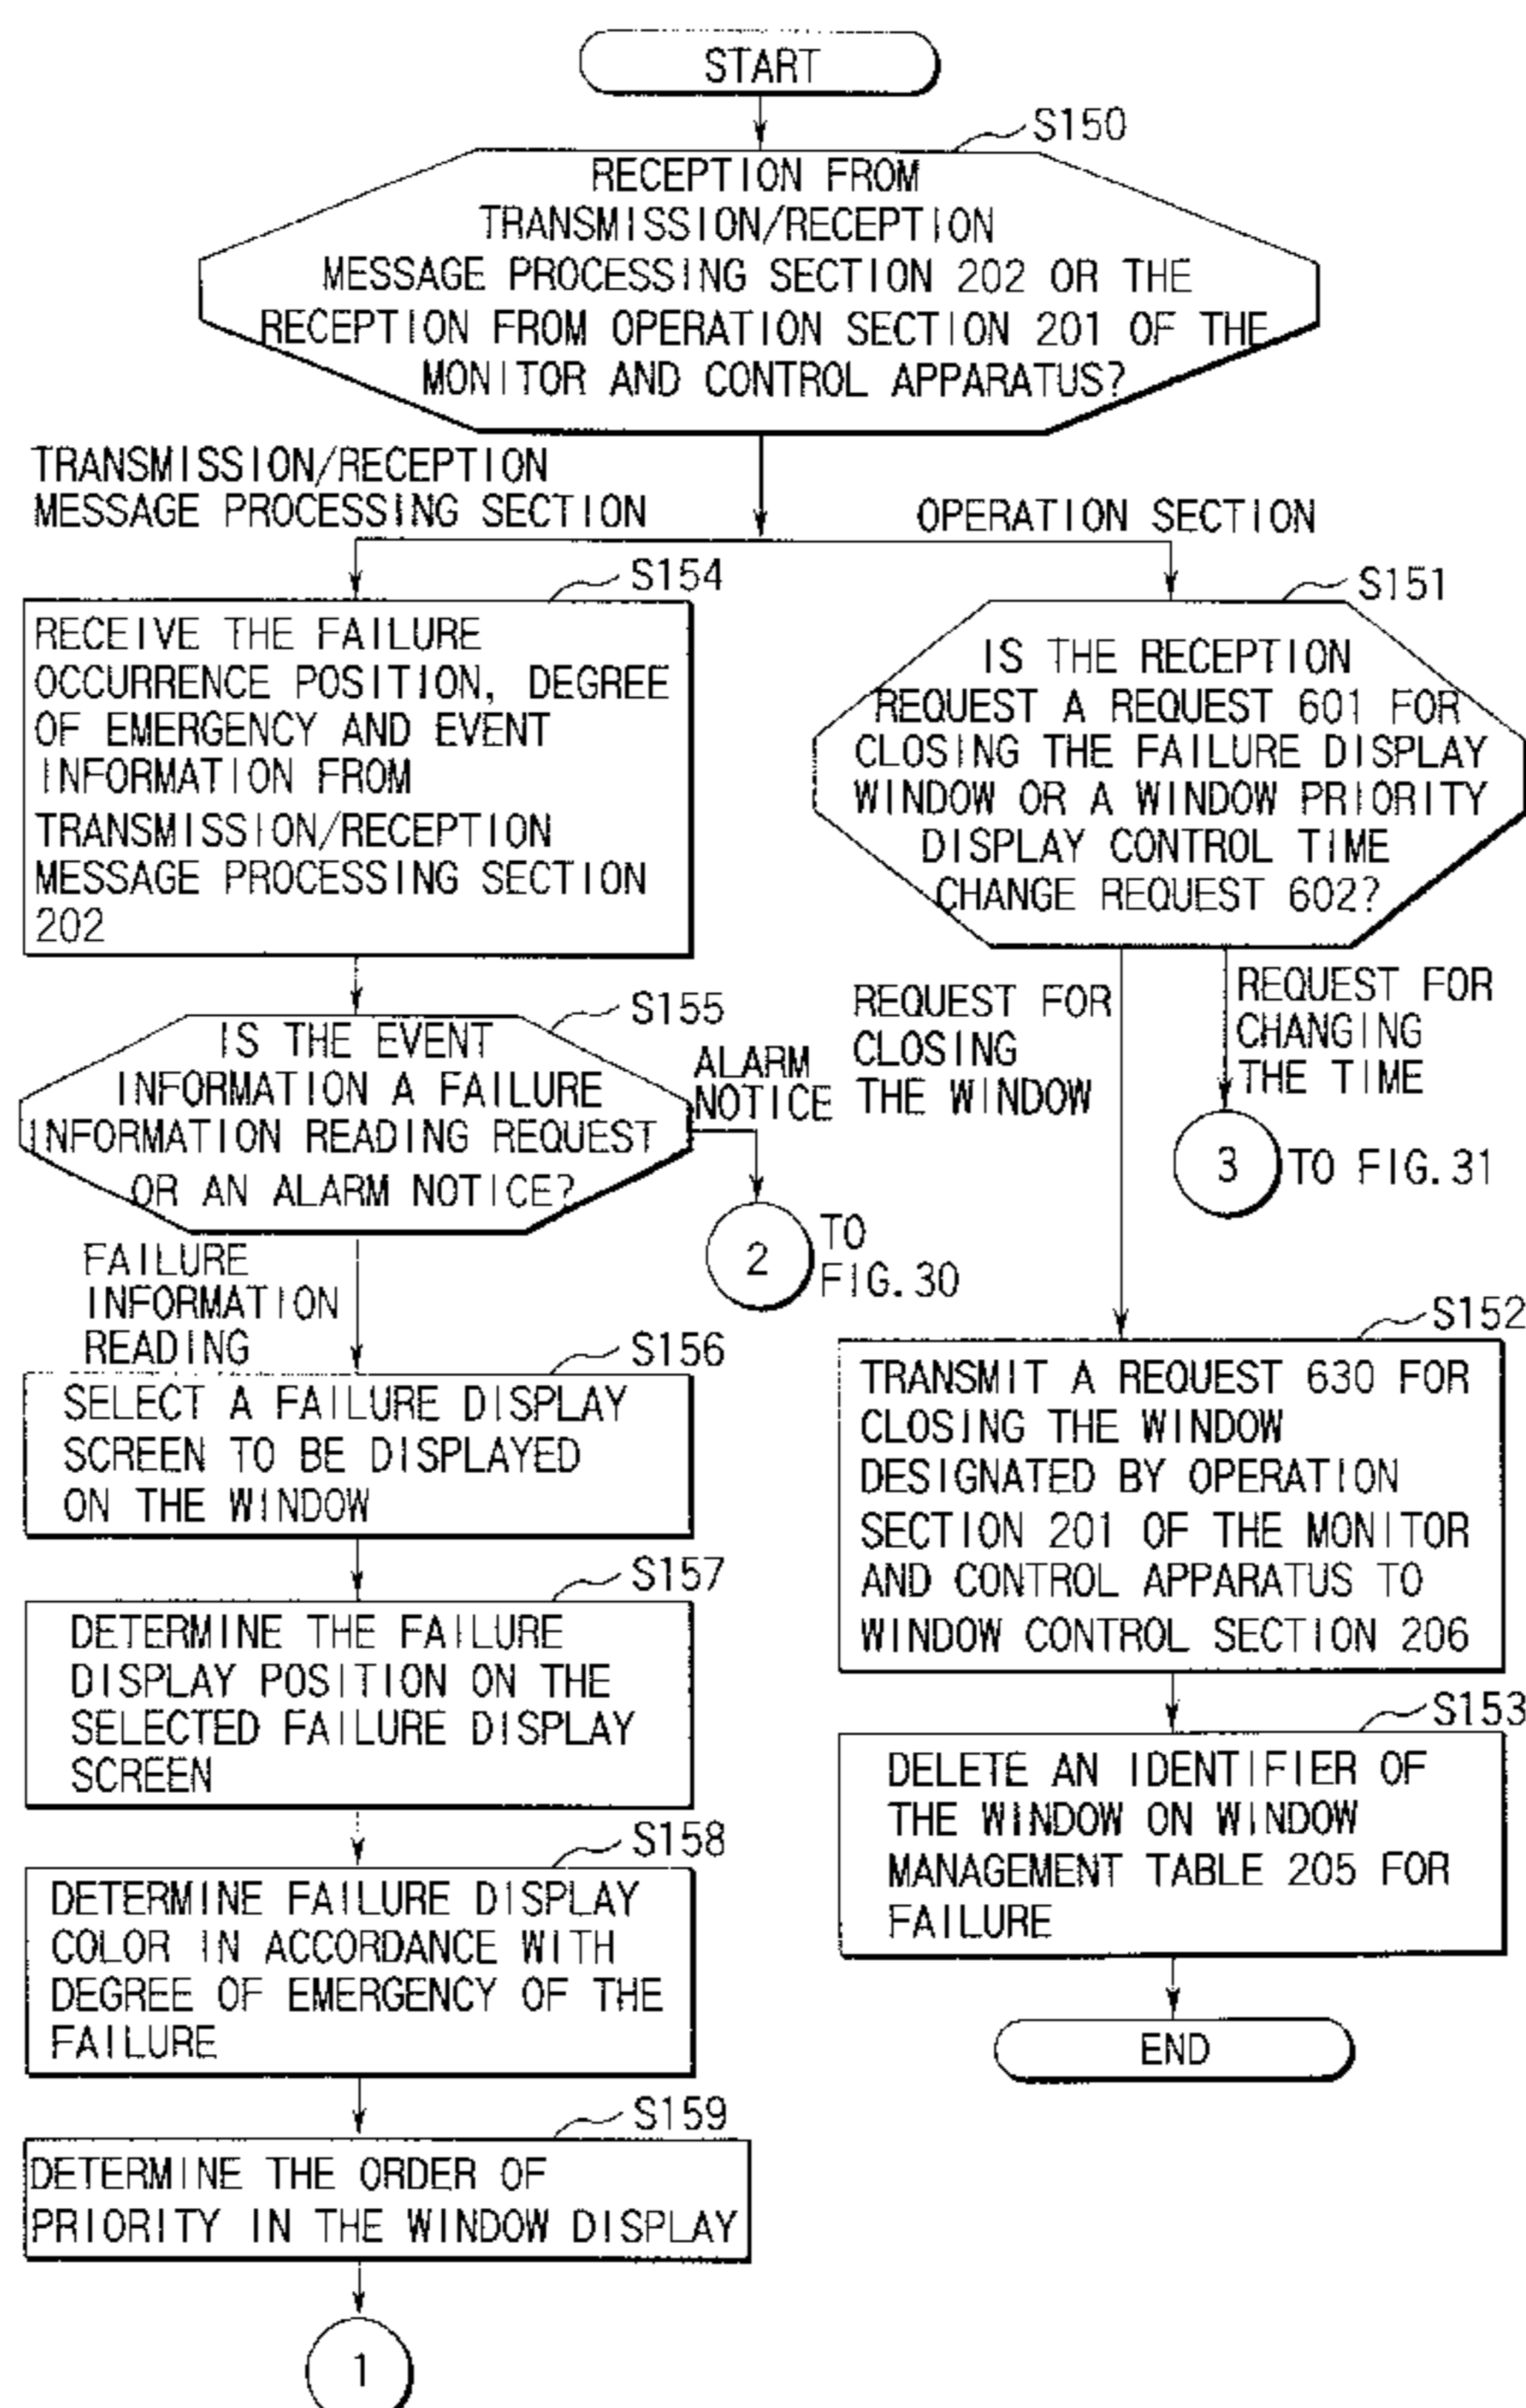 START
S150
RECEPTION FROM
TRANSMISSION/RECEPTION
MESSAGE PROCESSING SECTION 202 OR THE
RECEPTION FROM OPERATION SECTION 201 OF THE
MONITOR AND CONTROL APPARATUS?
TRANSMISSION/RECEPTION
MESSAGE PROCESSING SECTION
OPERATION SECTION
S154
RECEIVE THE FAILURE
OCCURRENCE POSITION, DEGREE
OF EMERGENCY AND EVENT
INFORMATION FROM
TRANSMISSION/RECEPTION
MESSAGE PROCESSING SECTION
202
S151
IS THE RECEPTION
REQUEST A REQUEST 601 FOR
CLOSING THE FAILURE DISPLAY
WINDOW OR A WINDOW PRIORITY
DISPLAY CONTROL TIME
CHANGE REQUEST 602?
S155
IS THE EVENT
INFORMATION A FAILURE
INFORMATION READING REQUEST
OR AN ALARM NOTICE?
ALARM
NOTICE
2
TO
FIG.30
REQUEST FOR
CLOSING
THE WINDOW
REQUEST FOR
CHANGING
THE TIME
3
TO FIG.31
FAILURE
INFORMATION
READING
S156
SELECT A FAILURE DISPLAY
SCREEN TO BE DISPLAYED
ON THE WINDOW
S152
TRANSMIT A REQUEST 630 FOR
CLOSING THE WINDOW
DESIGNATED BY OPERATION
SECTION 201 OF THE MONITOR
AND CONTROL APPARATUS TO
WINDOW CONTROL SECTION 206
S157
DETERMINE THE FAILURE
DISPLAY POSITION ON THE
SELECTED FAILURE DISPLAY
SCREEN
S153
DELETE AN IDENTIFIER OF
THE WINDOW ON WINDOW
MANAGEMENT TABLE 205 FOR
FAILURE
END
S158
DETERMINE FAILURE DISPLAY
COLOR IN ACCORDANCE WITH
DEGREE OF EMERGENCY OF THE
FAILURE
S159
DETERMINE THE ORDER OF
PRIORITY IN THE WINDOW DISPLAY
1